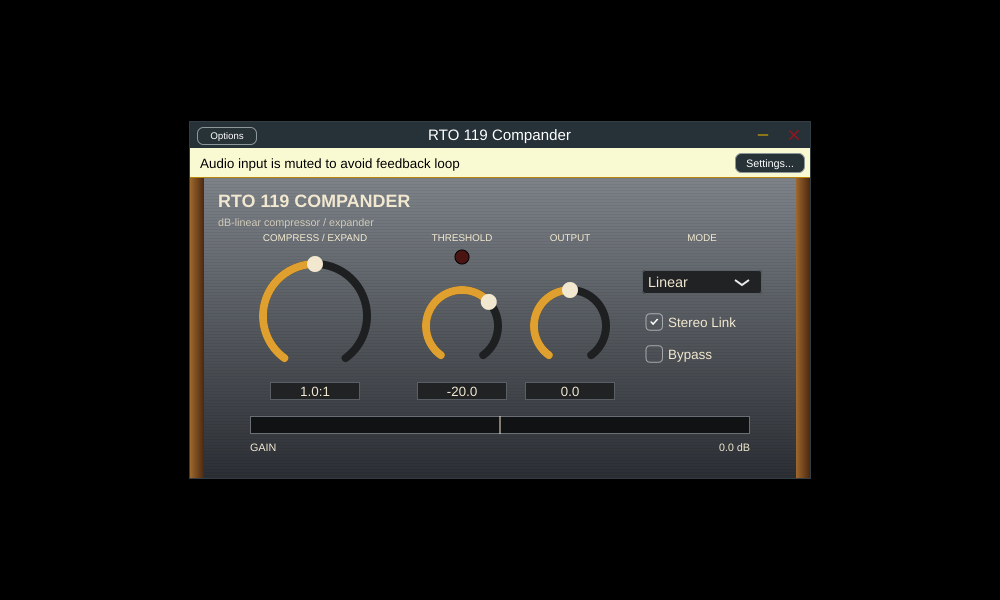 Options
RTO 119 Compander
Audio input is muted to avoid feedback loop
Settings...
RTO 119 COMPANDER
dB-linear compressor / expander
COMPRESS / EXPAND
THRESHOLD
OUTPUT
MODE
Linear
Stereo Link
Bypass
1.0:1
-20.0
0.0
GAIN
0.0 dB